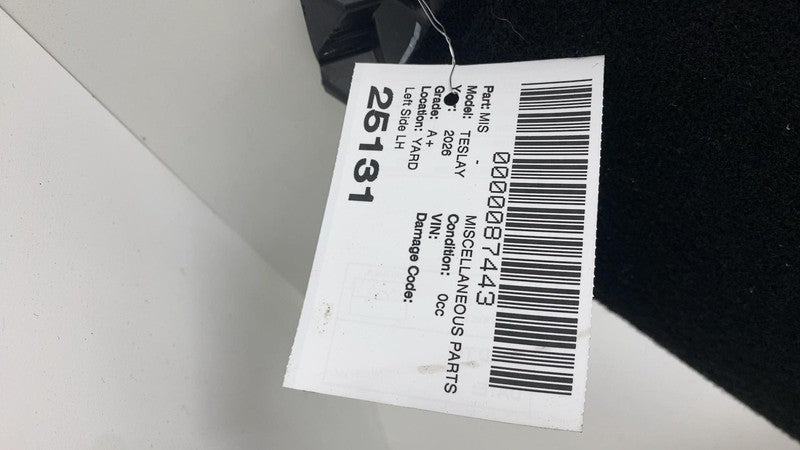 0000087443
Part: MIS - MISCELLANEOUS PARTS
Model: TESLAY Condition: 0cc
2026 VIN:
Grade: A+ Damage Code:
Location: YARD
Left Side LH
25131